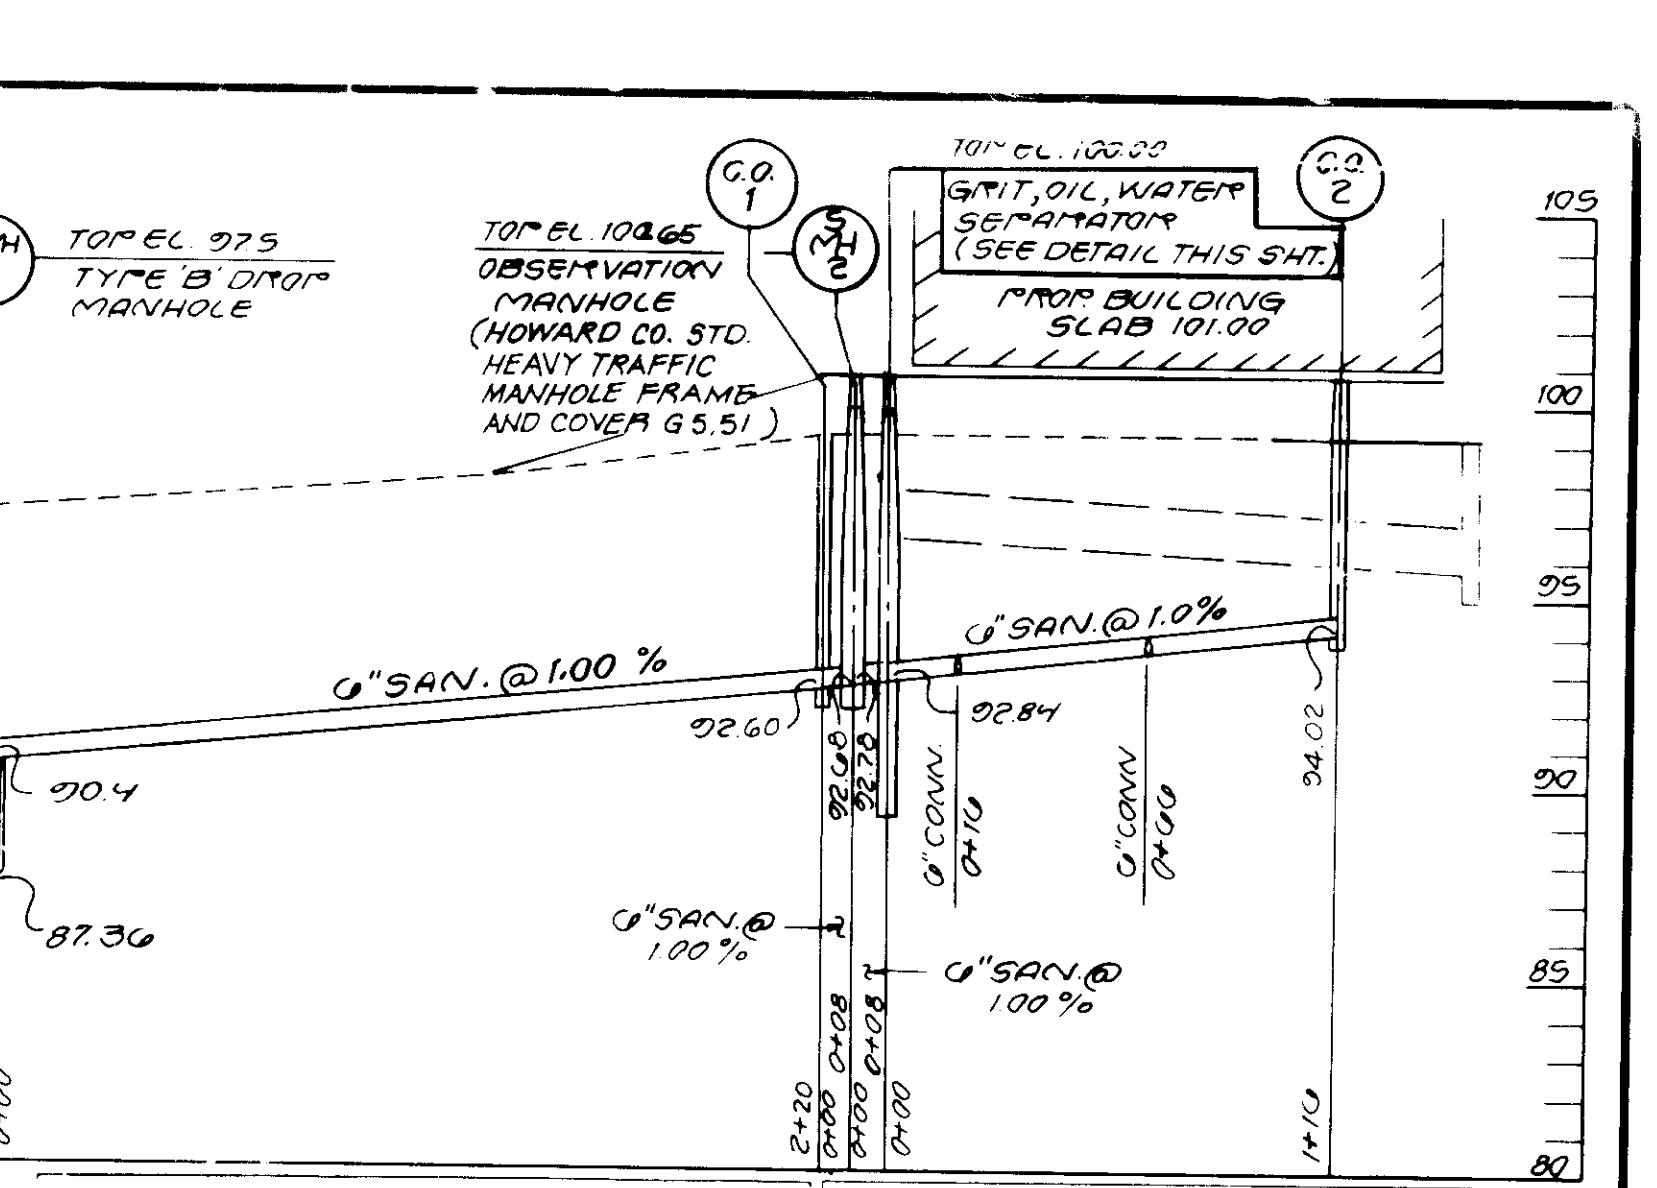 TOP EL. 97.5
TYPE 'B' DROP
MANHOLE
TOP EL.
OBSERVATION
MANHOLE
(HOWARD CO. STD.
HEAVY TRAFFIC
MANHOLE FRAME
AND COVER G 5.51)
C.O.
1
S
MH
2
TOP EL. 100.00
GRIT, OIL, WATER
SEPARATOR
(SEE DETAIL THIS SHT.)
PROP. BUILDING
SLAB 101.00
C.O.
2
105
100
95
90
85
80
6" SAN. @ 1.00 %
6" SAN. @ 1.0%
90.4
87.36
92.60
92.68
92.78
92.84
94.02
6" CONN.
0+16
6" CONN
0+66
6" SAN. @
1.00 %
6" SAN. @
1.00 %
2+20
0+00
0+08
0+00
0+08
0+00
1+16